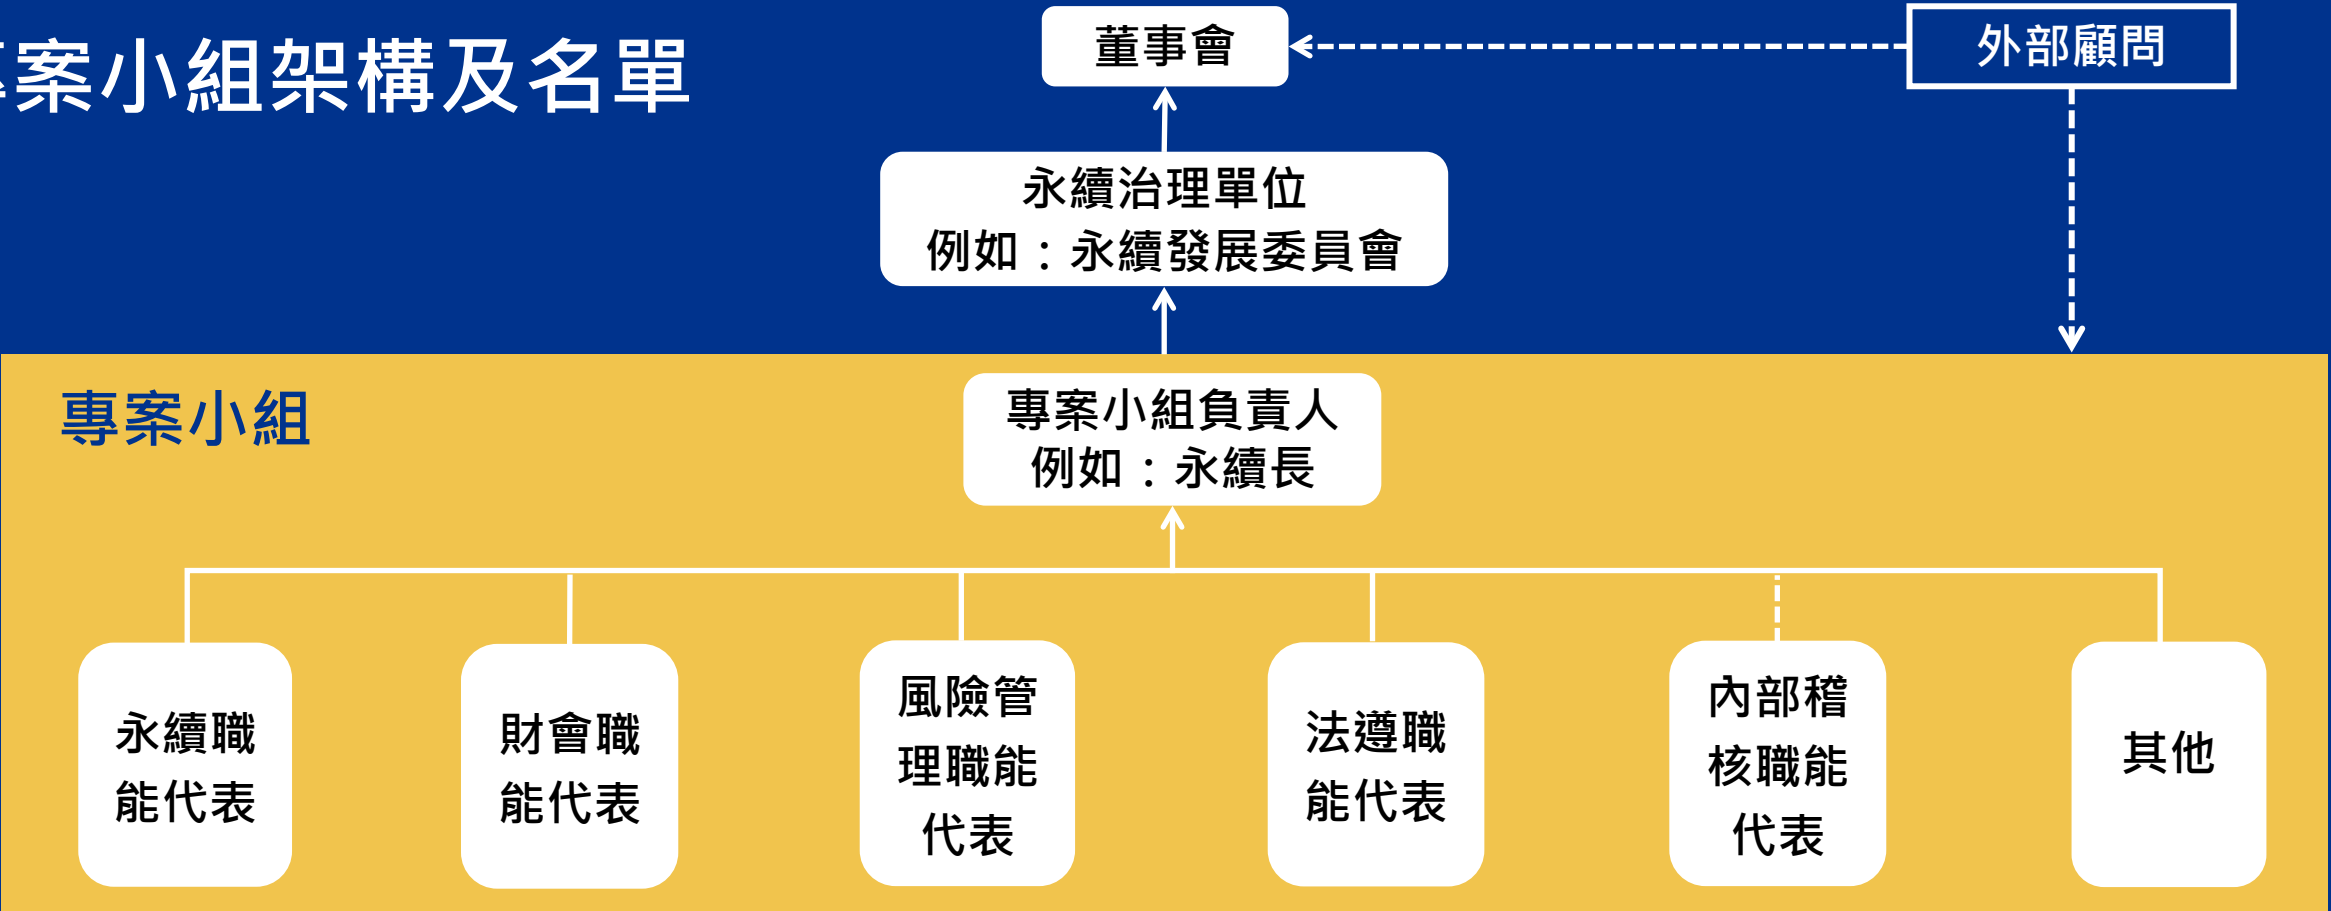 案小組架構及名單
董事會
外部顧問
永續治理單位
例如：永續發展委員會
專案小組
專案小組負責人
例如：永續長
永續職
能代表
財會職
能代表
風險管
理職能
代表
法遵職
能代表
內部稽
核職能
代表
其他